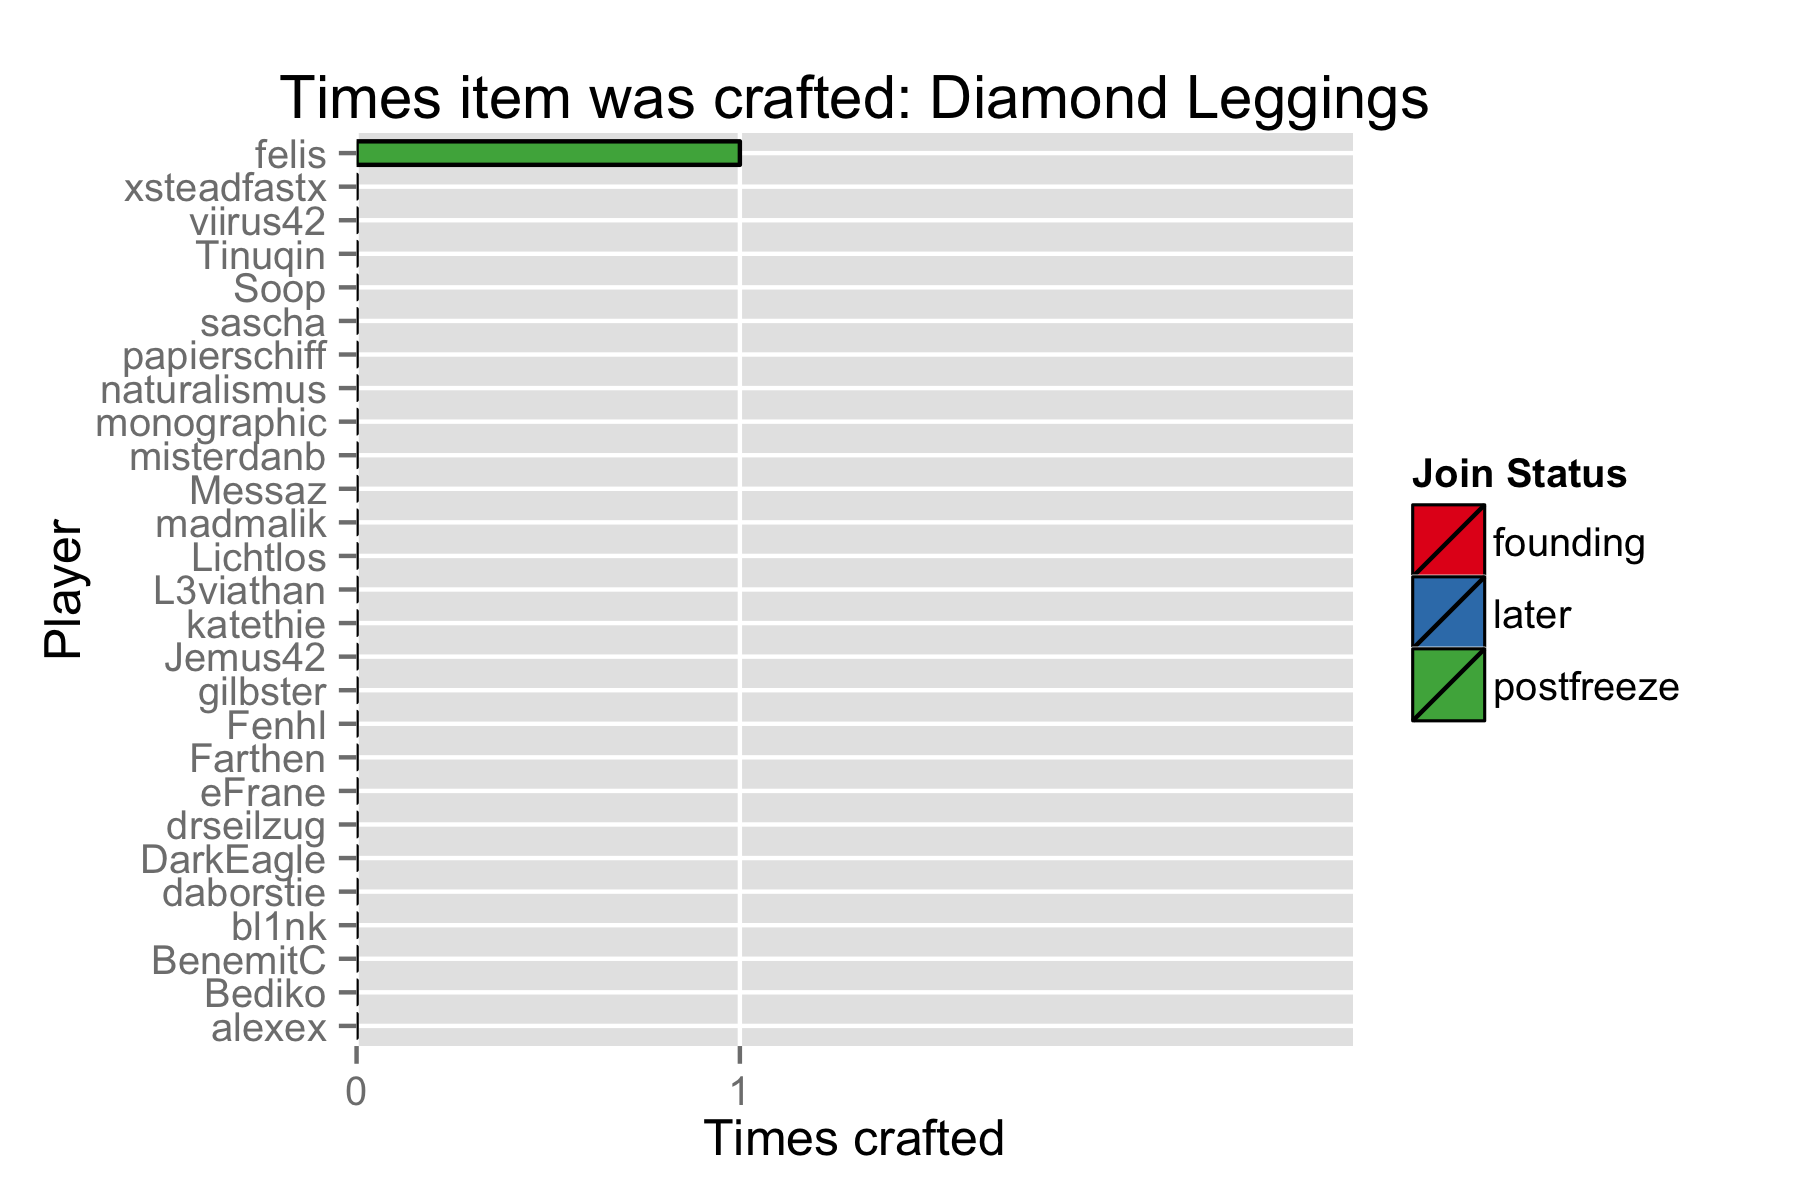 Times item was crafted: Diamond Leggings
felis
xsteadfastx
viirus42
Tinuqin
Soop
sascha
papierschiff
naturalismus
monographic
misterdanb
Messaz
madmalik
Lichtlos
L3viathan
katethie
Jemus42
gilbster
Fenhl
Farthen
eFrane
drseilzug
DarkEagle
daborstie
bl1nk
BenemitC
Bediko
alexex
Player
0
1
Times crafted
Join Status
founding
later
postfreeze